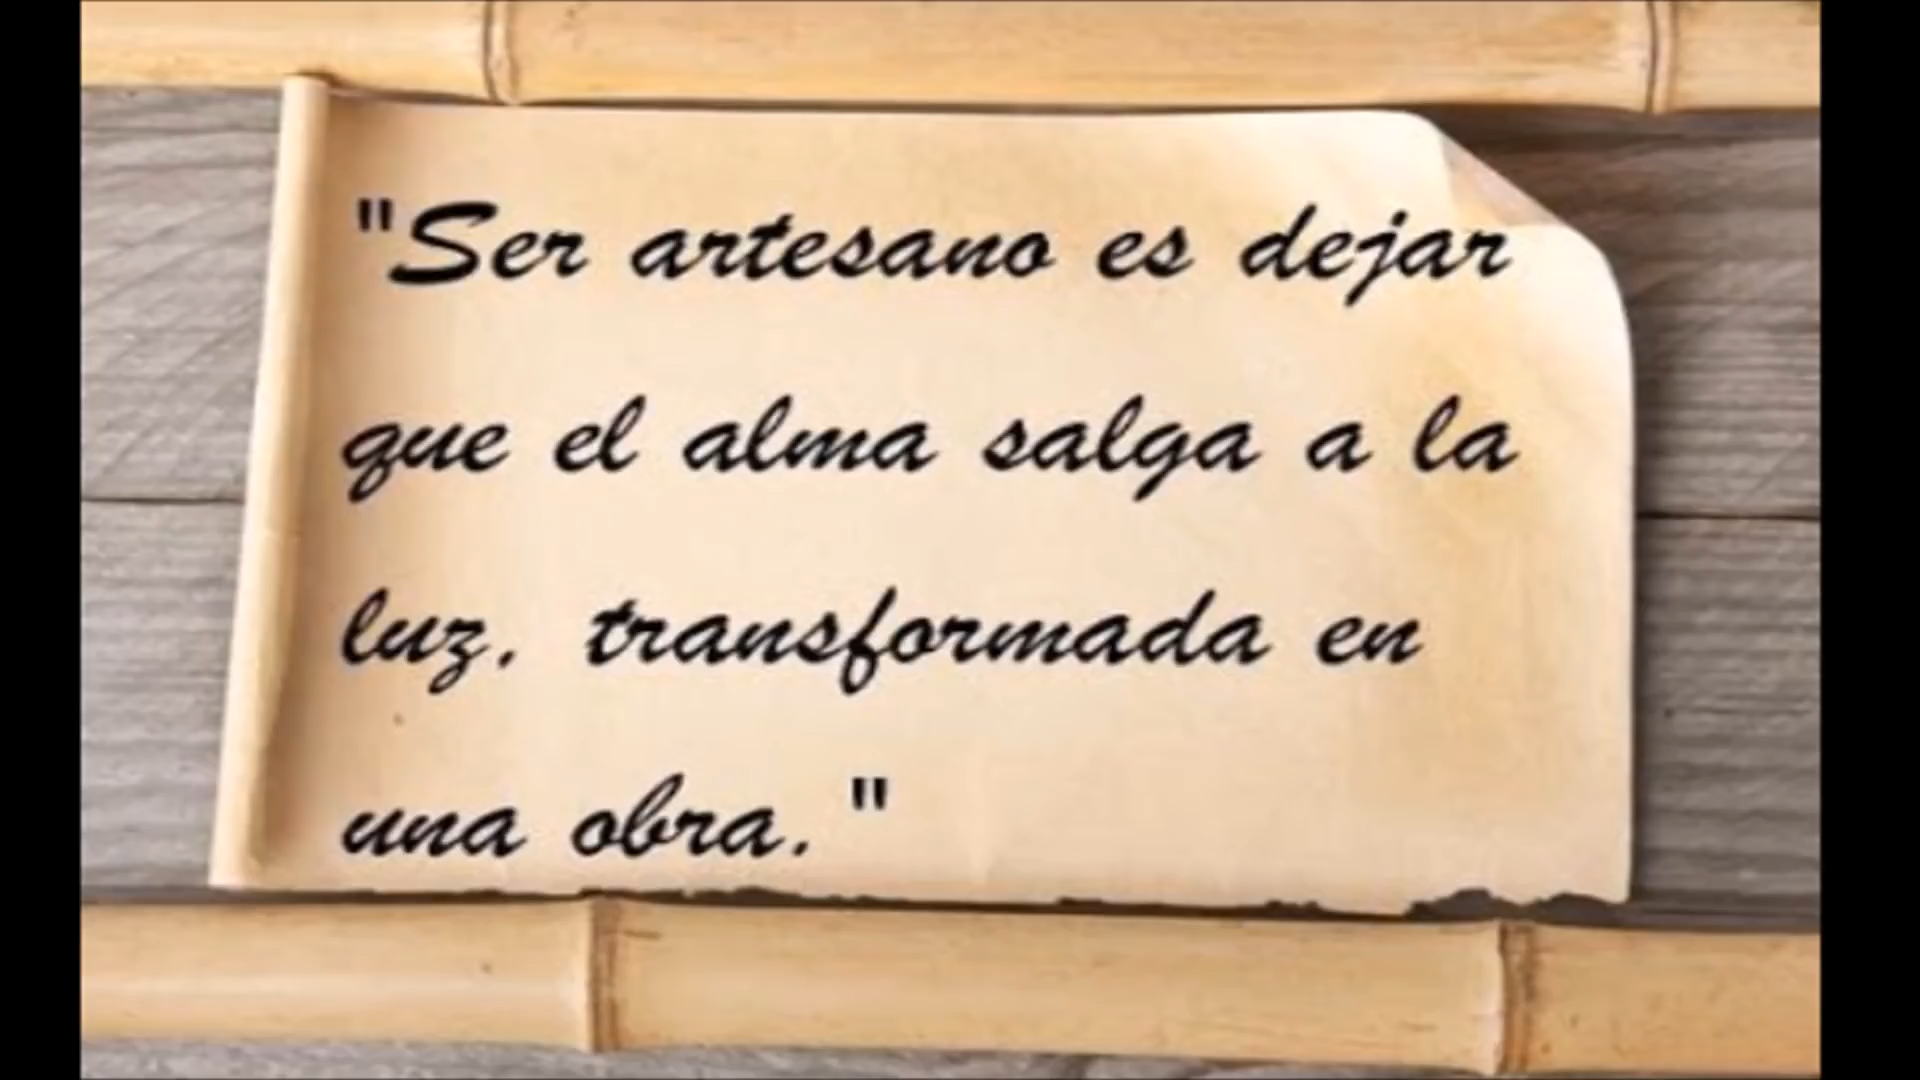 "Ser artesano es dejar
que el alma salga a la
luz, transformada en
una obra."